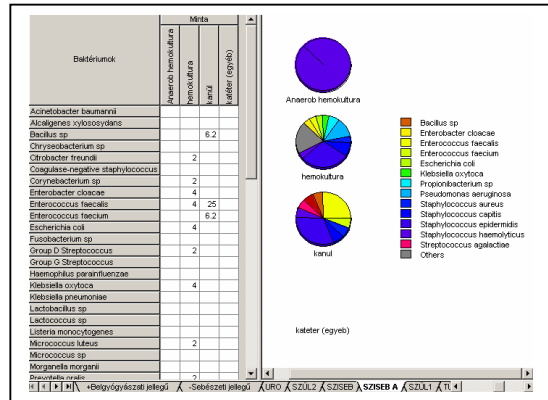 Minta
Baktériumok
Anaerob hemokultura
hemokultura
kanül
katéter (egyéb)
Acinetobacter baumannii
Alcaligenes xylosoxydans
Bacillus sp 6.2
Chryseobacterium sp
Citrobacter freundii 2
Coagulase-negative staphylococcus
Corynebacterium sp 2
Enterobacter cloacae 4
Enterococcus faecalis 4 25
Enterococcus faecium 6.2
Escherichia coli 4
Fusobacterium sp
Group D Streptococcus 2
Group G Streptococcus
Haemophilus parainfluenzae
Klebsiella oxytoca 4
Klebsiella pneumoniae
Lactobacillus sp
Lactococcus sp
Listeria monocytogenes
Micrococcus luteus 2
Micrococcus sp
Morganella morganii
Prevotella oralis 2
Anaerob hemokultura
hemokultura
kanul
kateter (egyeb)
Bacillus sp
Enterobacter cloacae
Enterococcus faecalis
Enterococcus faecium
Escherichia coli
Klebsiella oxytoca
Propionibacterium sp
Pseudomonas aeruginosa
Staphylococcus aureus
Staphylococcus capitis
Staphylococcus epidermidis
Staphylococcus haemolyticus
Streptococcus agalactiae
Others
+Belgyógyászati jellegű -Sebészeti jellegű URO SZÜL2 SZISEB SZISEB A SZÜL1